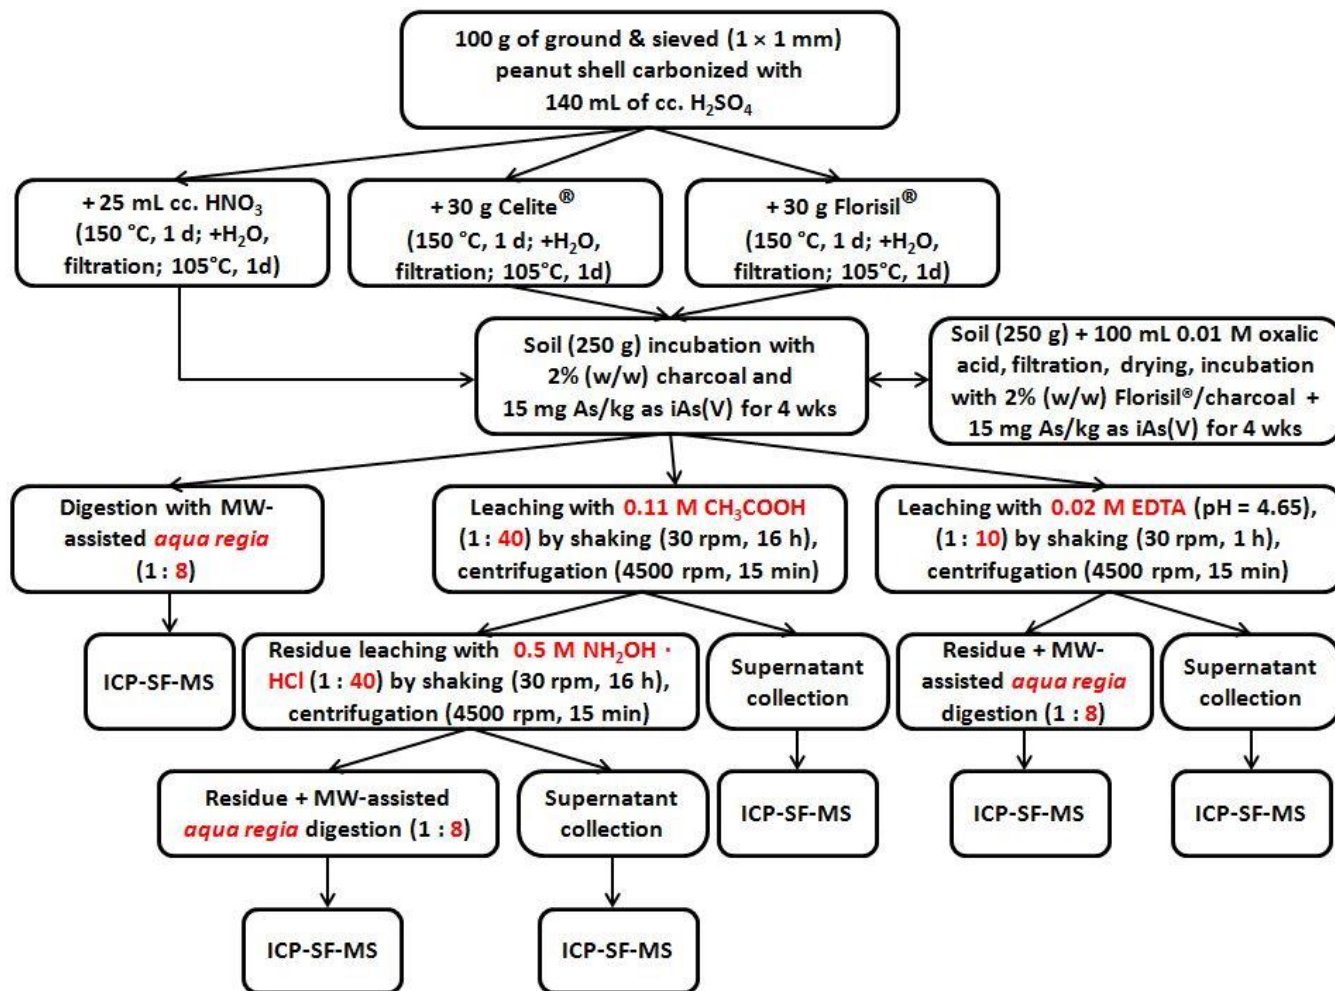 100 g of ground & sieved (1 × 1 mm)
peanut shell carbonized with
140 mL of cc. H₂SO₄
+ 25 mL cc. HNO₃
(150 °C, 1 d; +H₂O,
filtration; 105°C, 1d)
+ 30 g Celite®
(150 °C, 1 d; +H₂O,
filtration; 105°C, 1d)
+ 30 g Florisil®
(150 °C, 1 d; +H₂O,
filtration; 105°C, 1d)
Soil (250 g) incubation with
2% (w/w) charcoal and
15 mg As/kg as iAs(V) for 4 wks
Soil (250 g) + 100 mL 0.01 M oxalic
acid, filtration, drying, incubation
with 2% (w/w) Florisil®/charcoal +
15 mg As/kg as iAs(V) for 4 wks
Digestion with MW-
assisted aqua regia
(1 : 8)
Leaching with 0.11 M CH₃COOH
(1 : 40) by shaking (30 rpm, 16 h),
centrifugation (4500 rpm, 15 min)
Leaching with 0.02 M EDTA (pH = 4.65),
(1 : 10) by shaking (30 rpm, 1 h),
centrifugation (4500 rpm, 15 min)
ICP-SF-MS
Residue leaching with 0.5 M NH₂OH ·
HCl (1 : 40) by shaking (30 rpm, 16 h),
centrifugation (4500 rpm, 15 min)
Supernatant
collection
Residue + MW-
assisted aqua regia
digestion (1 : 8)
Supernatant
collection
Residue + MW-assisted
aqua regia digestion (1 : 8)
Supernatant
collection
ICP-SF-MS
ICP-SF-MS
ICP-SF-MS
ICP-SF-MS
ICP-SF-MS